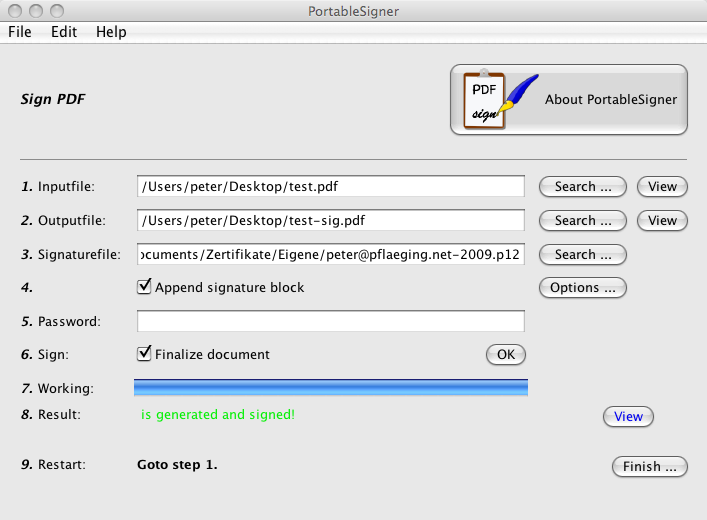 PortableSigner
File Edit Help
Sign PDF
PDF
sign
About PortableSigner
1. Inputfile: /Users/peter/Desktop/test.pdf Search ... View
2. Outputfile: /Users/peter/Desktop/test-sig.pdf Search ... View
3. Signaturefile: ocuments/Zertifikate/Eigene/peter@pflaeging.net-2009.p12 Search ...
4. Append signature block Options ...
5. Password:
6. Sign: Finalize document OK
7. Working:
8. Result: is generated and signed! View
9. Restart: Goto step 1. Finish ...